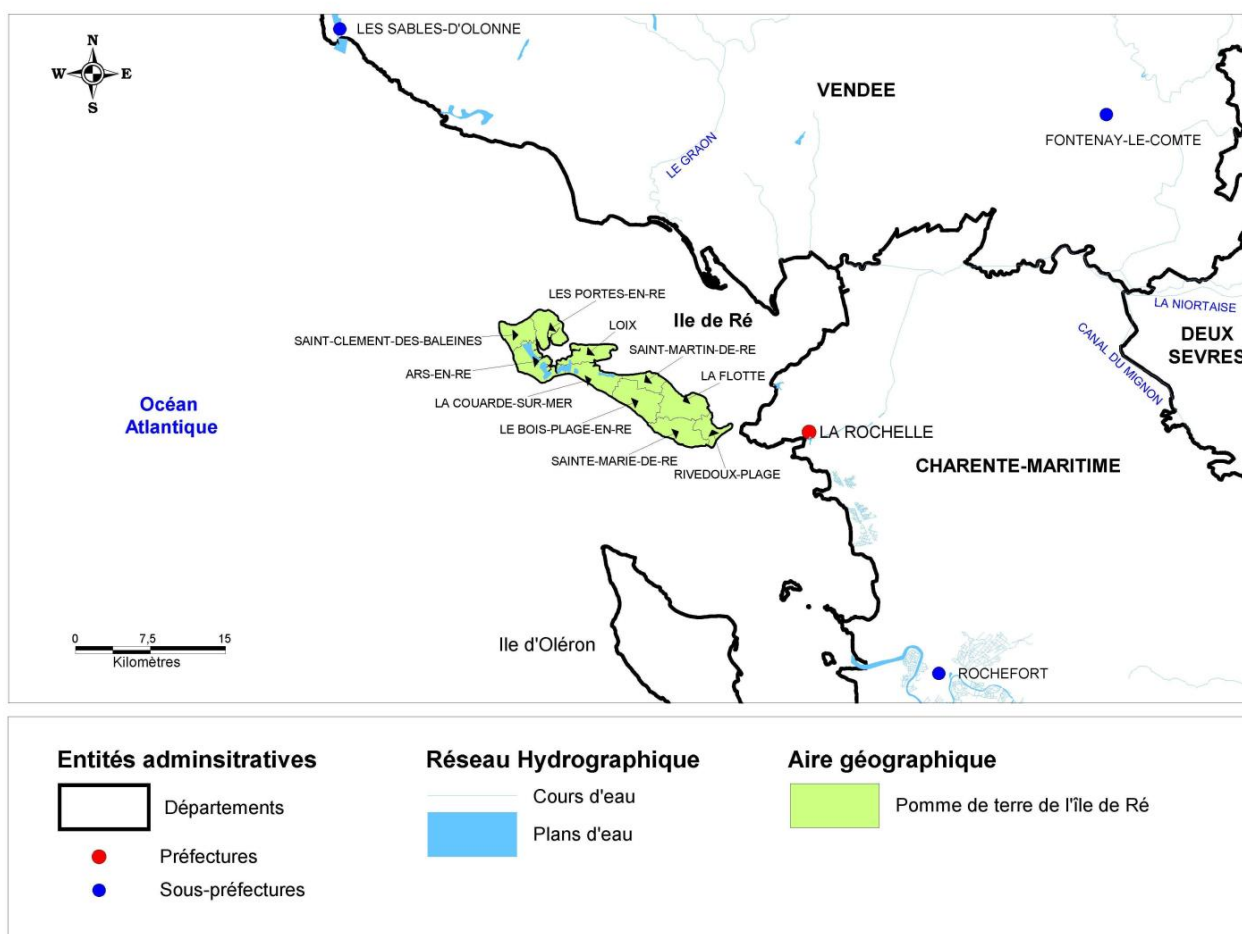 LES SABLES-D'OLONNE
N
W E
S
VENDEE
FONTENAY-LE-COMTE
LE GRAON
LES PORTES-EN-RE
LA NIORTAISE
Ile de Ré
LOIX
SAINT-CLEMENT-DES-BALEINES
CANAL DU MIGNON
DEUX
SEVRES
SAINT-MARTIN-DE-RE
ARS-EN-RE
LA FLOTTE
LA COUARDE-SUR-MER
Océan
Atlantique
LE BOIS-PLAGE-EN-RE
LA ROCHELLE
SAINTE-MARIE-DE-RE
CHARENTE-MARITIME
RIVEDOUX-PLAGE
0 7,5 15
Kilomètres
Ile d'Oléron
ROCHEFORT
Entités adminsitratives
Départements
Préfectures
Sous-préfectures
Réseau Hydrographique
Cours d'eau
Plans d'eau
Aire géographique
Pomme de terre de l'île de Ré